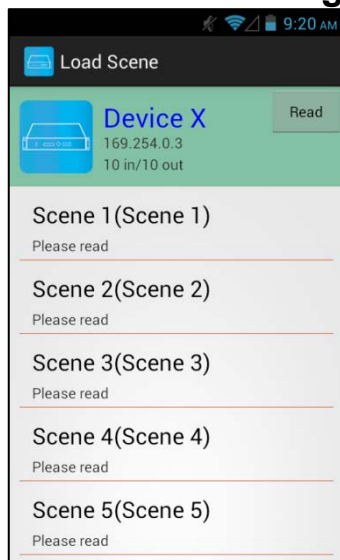 9:20 AM
Load Scene
Device X
Read
169.254.0.3
10 in/10 out
Scene 1(Scene 1)
Please read
Scene 2(Scene 2)
Please read
Scene 3(Scene 3)
Please read
Scene 4(Scene 4)
Please read
Scene 5(Scene 5)
Please read